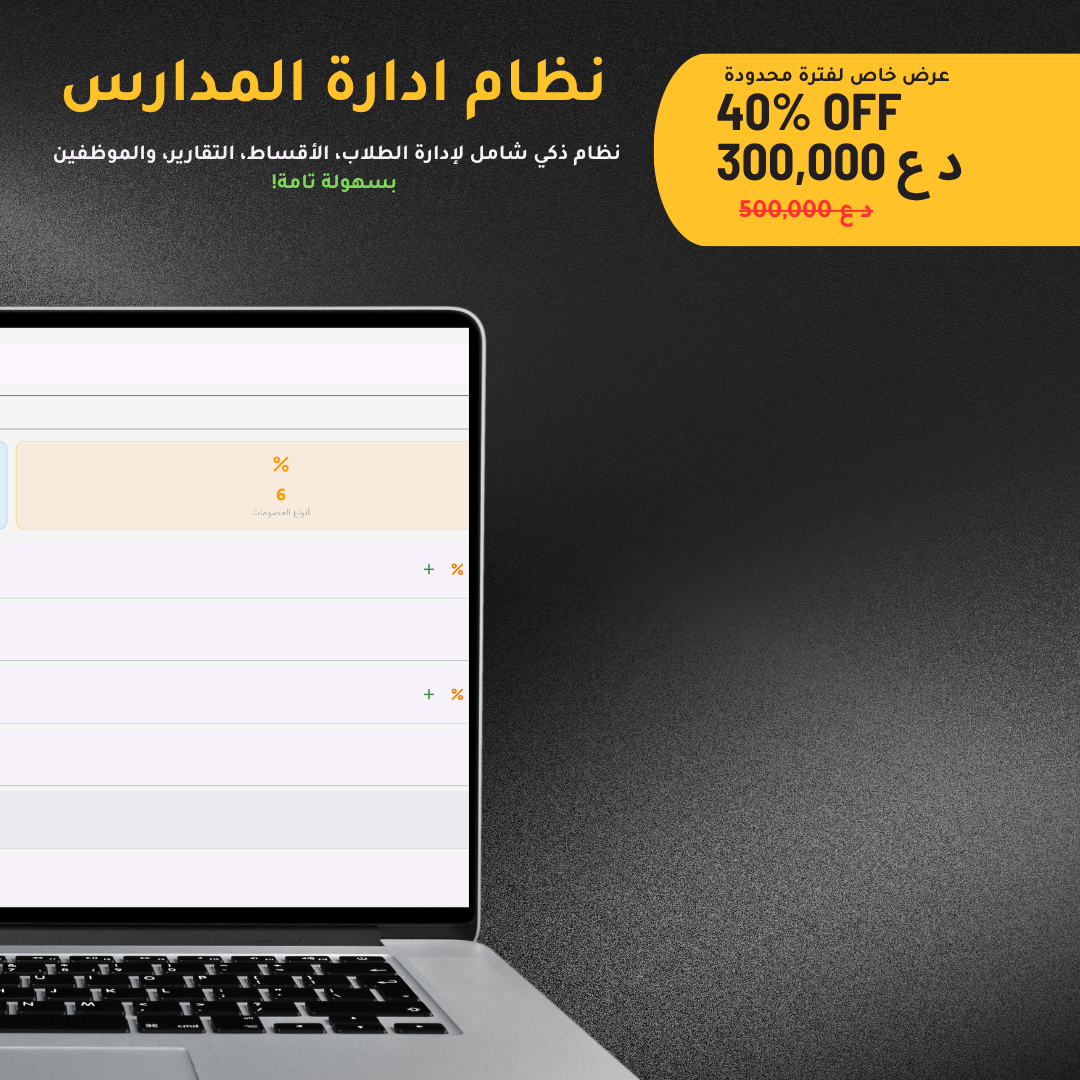 نظام ادارة المدارس
نظام ذكي شامل لإدارة الطلاب، الأقساط، التقارير، والموظفين
بسهولة تامة!
عرض خاص لفترة محدودة
40% OFF
300,000 د ع
500,000 د ع
%
6
أنواع الخصومات
+ %
+ %
U I O P
H J K L
N M
⌘ cmd